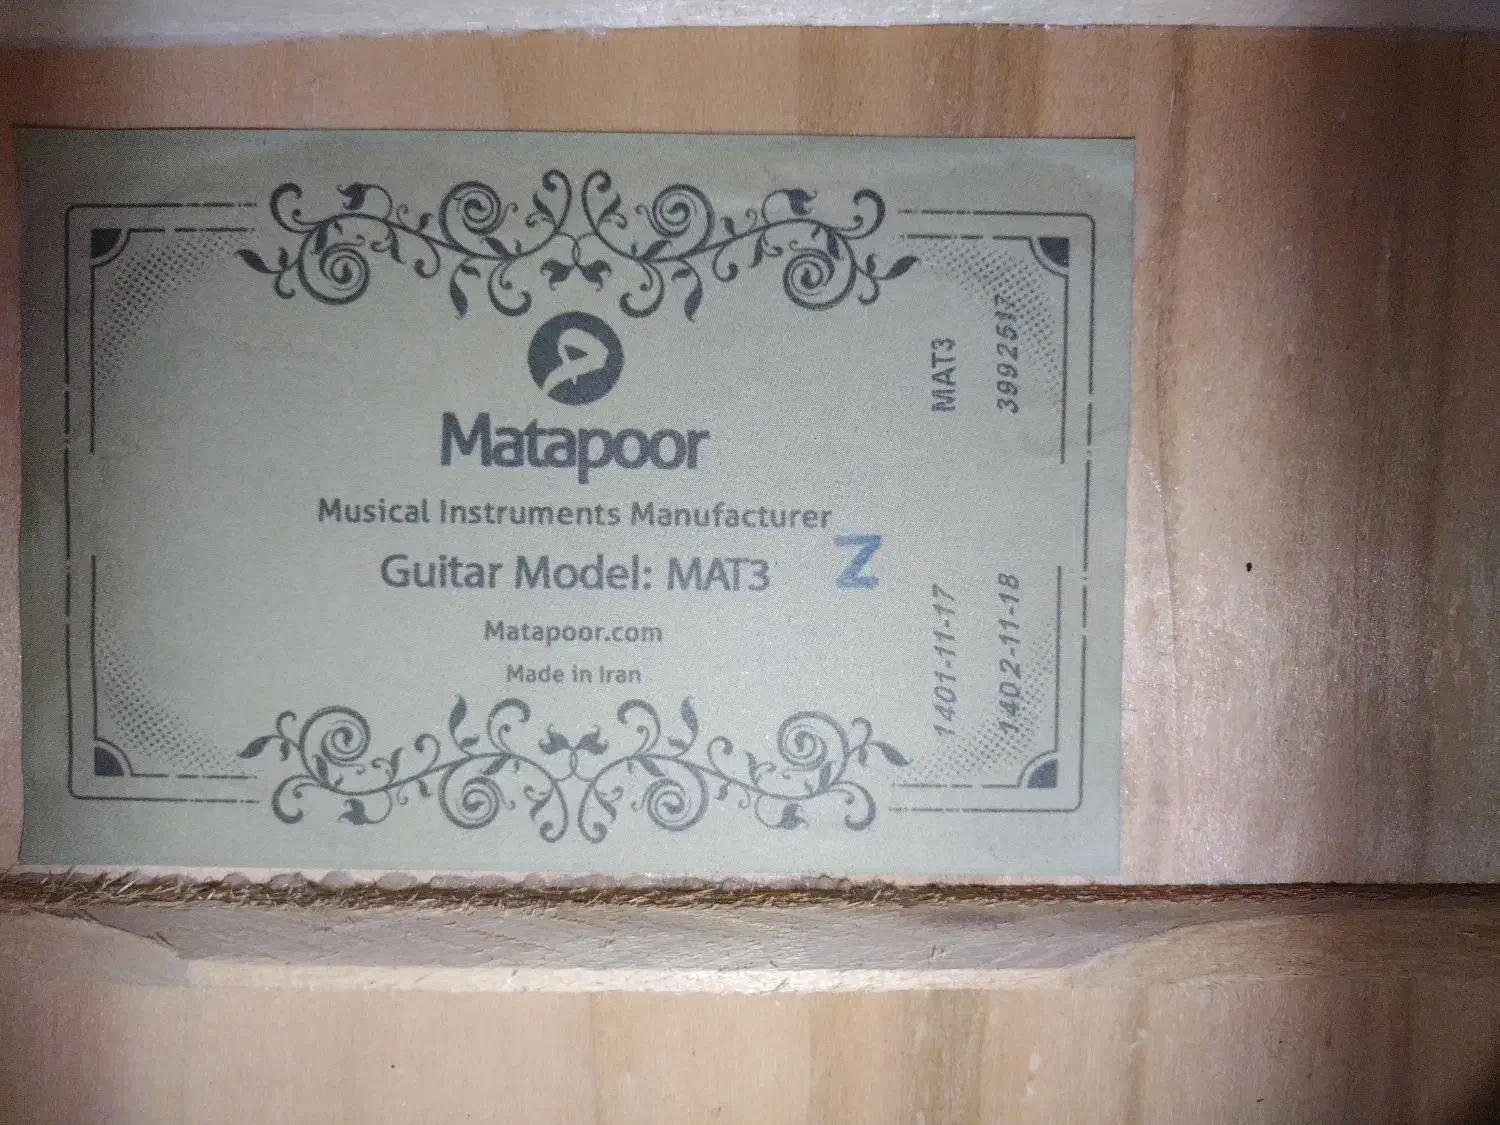 Matapoor
Musical Instruments Manufacturer
Guitar Model: MAT3
Z
Matapoor.com
Made in Iran
MAT3
3992517
1401-11-17
1402-11-18